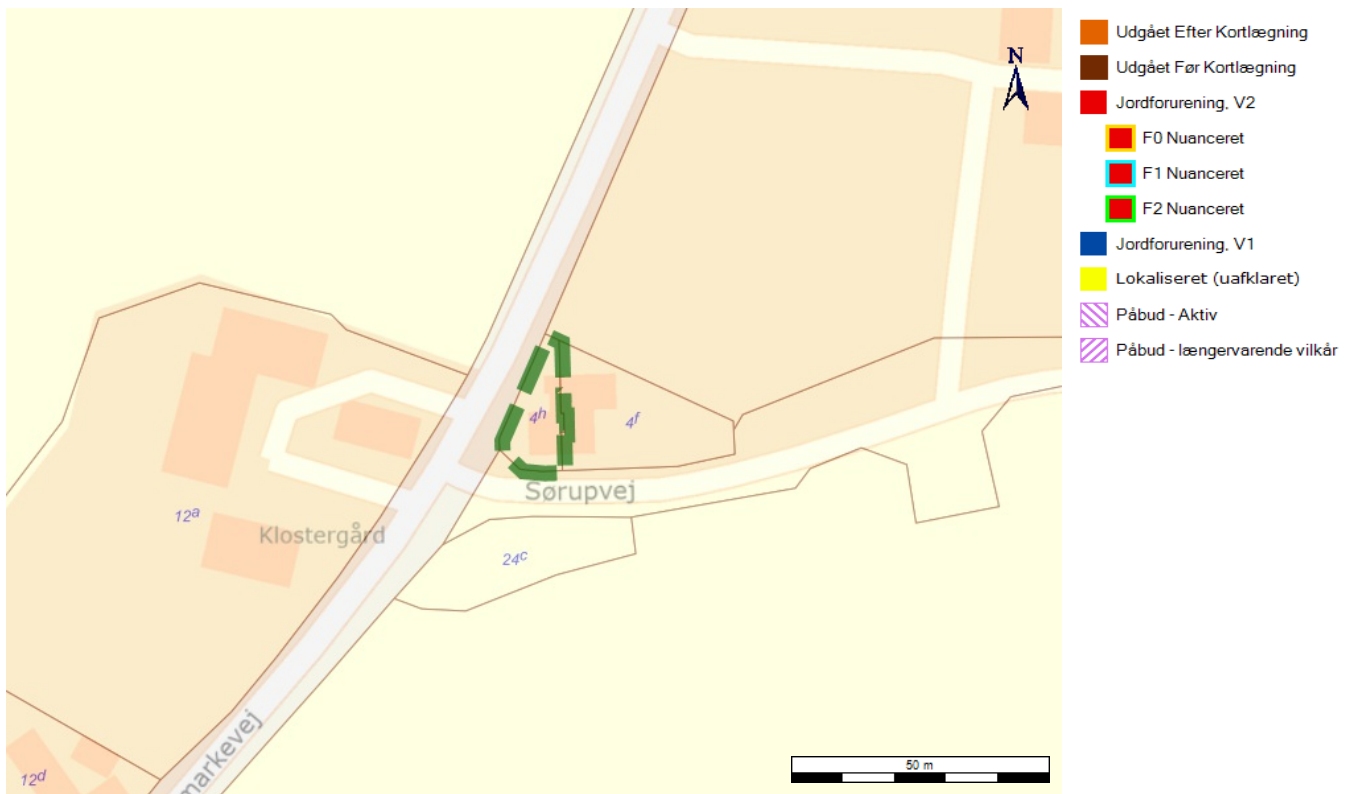 N
4h
4f
Sørupvej
12a
Klostergård
24c
markevej
12d
50 m
Udgået Efter Kortlægning
Udgået Før Kortlægning
Jordforurening, V2
F0 Nuanceret
F1 Nuanceret
F2 Nuanceret
Jordforurening, V1
Lokaliseret (uafklaret)
Påbud - Aktiv
Påbud - længervarende vilkår